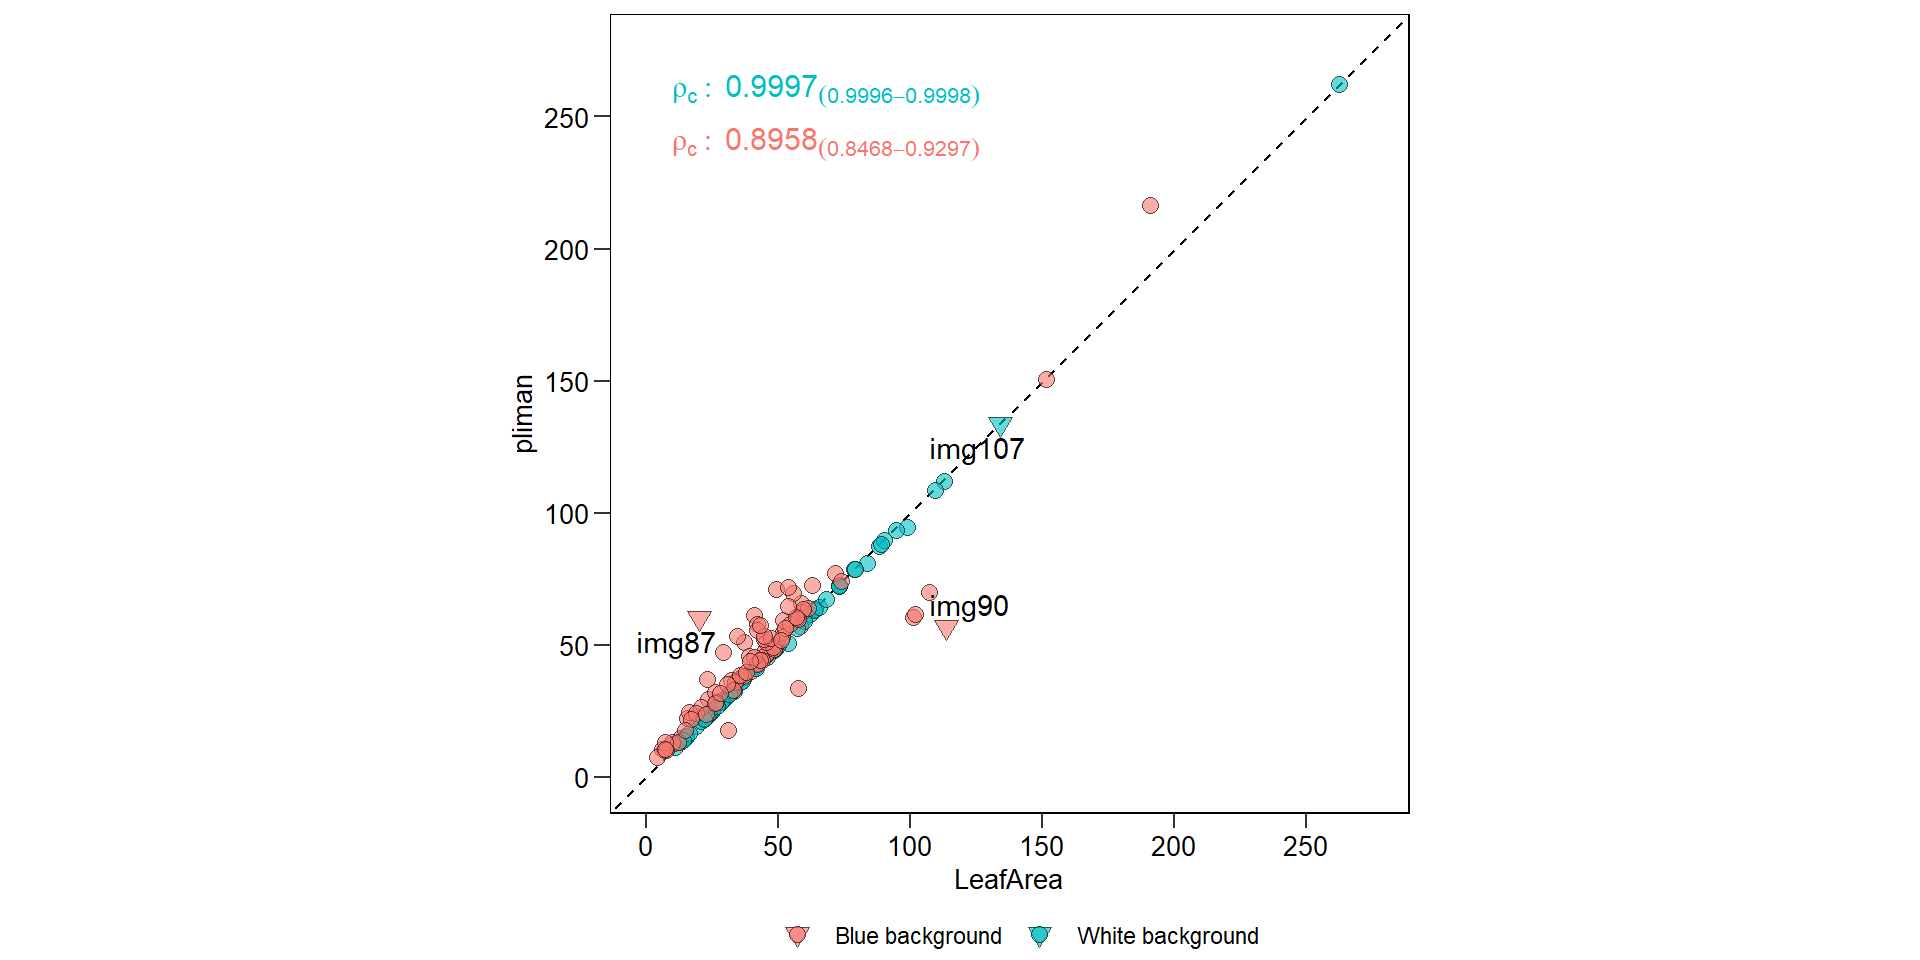 ρc : 0.9997(0.9996−0.9998)
ρc : 0.8958(0.8468−0.9297)
250
200
150
100
50
0
pliman
img107
img90
img87
0 50 100 150 200 250
LeafArea
Blue background White background